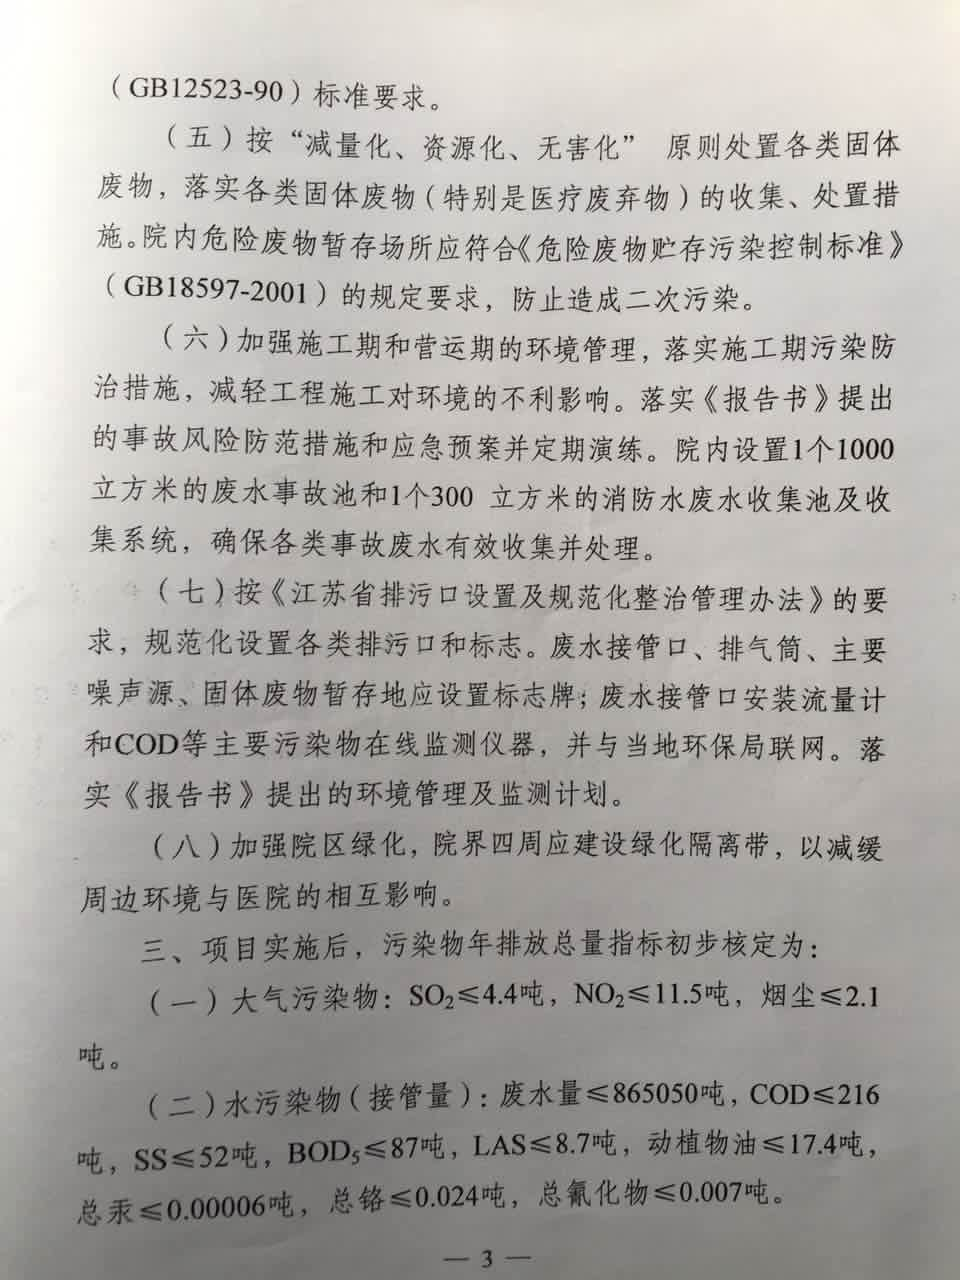 （GB12523-90）标准要求。
（五）按“减量化、资源化、无害化” 原则处置各类固体
废物，落实各类固体废物（特别是医疗废弃物）的收集、处置措
施。院内危险废物暂存场所应符合《危险废物贮存污染控制标准》
（GB18597-2001）的规定要求，防止造成二次污染。
（六）加强施工期和营运期的环境管理，落实施工期污染防
治措施，减轻工程施工对环境的不利影响。落实《报告书》提出
的事故风险防范措施和应急预案并定期演练。院内设置1个1000
立方米的废水事故池和1个300 立方米的消防水废水收集池及收
集系统，确保各类事故废水有效收集并处理。
（七）按《江苏省排污口设置及规范化整治管理办法》的要
求，规范化设置各类排污口和标志。废水接管口、排气筒、主要
噪声源、固体废物暂存地应设置标志牌；废水接管口安装流量计
和COD等主要污染物在线监测仪器，并与当地环保局联网。落
实《报告书》提出的环境管理及监测计划。
（八）加强院区绿化，院界四周应建设绿化隔离带，以减缓
周边环境与医院的相互影响。
三、项目实施后，污染物年排放总量指标初步核定为：
（一）大气污染物：SO₂≤4.4吨，NO₂≤11.5吨，烟尘≤2.1
吨。
（二）水污染物（接管量）：废水量≤865050吨，COD≤216
吨，SS≤52吨，BOD₅≤87吨，LAS≤8.7吨，动植物油≤17.4吨，
总汞≤0.00006吨，总铬≤0.024吨，总氰化物≤0.007吨。
— 3 —